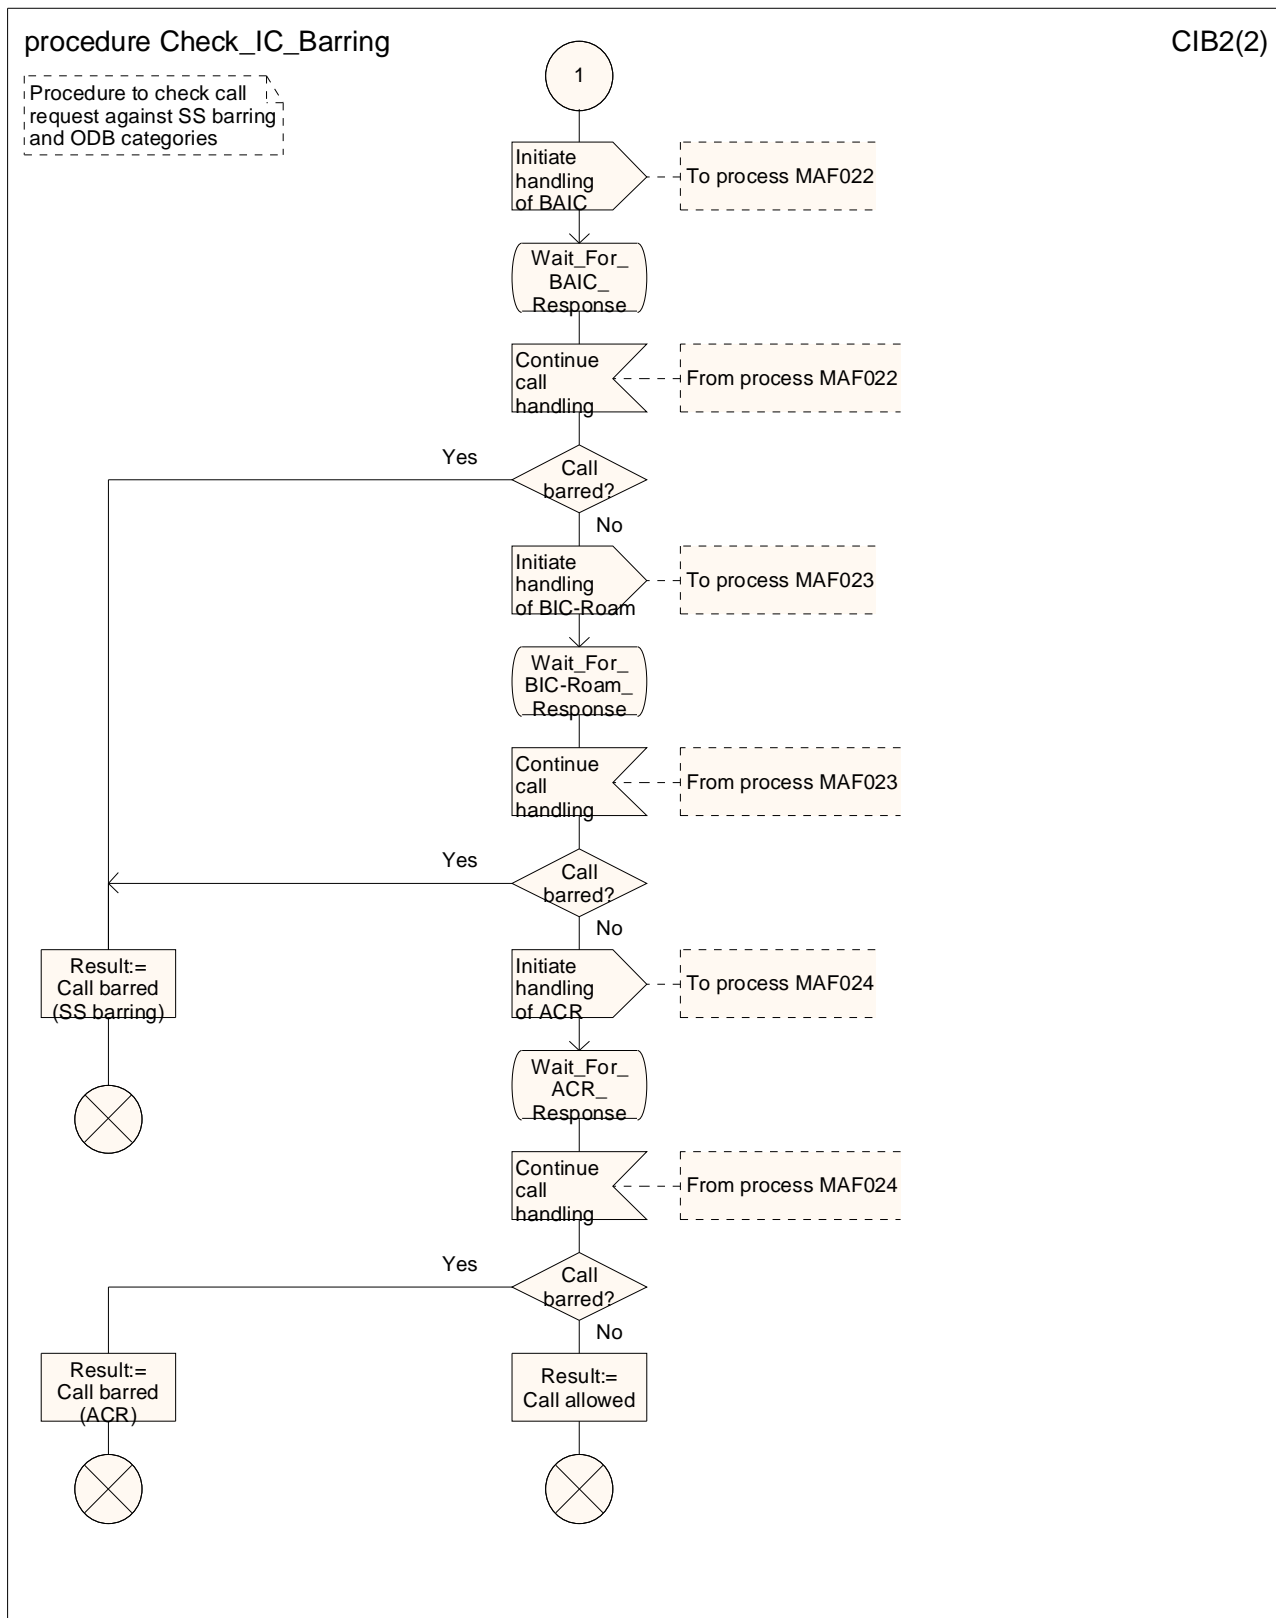 procedure Check_IC_Barring
CIB2(2)
Procedure to check call
request against SS barring
and ODB categories
1
Initiate
handling
of BAIC
To process MAF022
Wait_For_
BAIC_
Response
Continue
call
handling
From process MAF022
Yes
Call
barred?
No
Initiate
handling
of BIC-Roam
To process MAF023
Wait_For_
BIC-Roam_
Response
Continue
call
handling
From process MAF023
Yes
Call
barred?
No
Result:=
Call barred
(SS barring)
Initiate
handling
of ACR
To process MAF024
Wait_For_
ACR_
Response
Continue
call
handling
From process MAF024
Yes
Call
barred?
No
Result:=
Call barred
(ACR)
Result:=
Call allowed